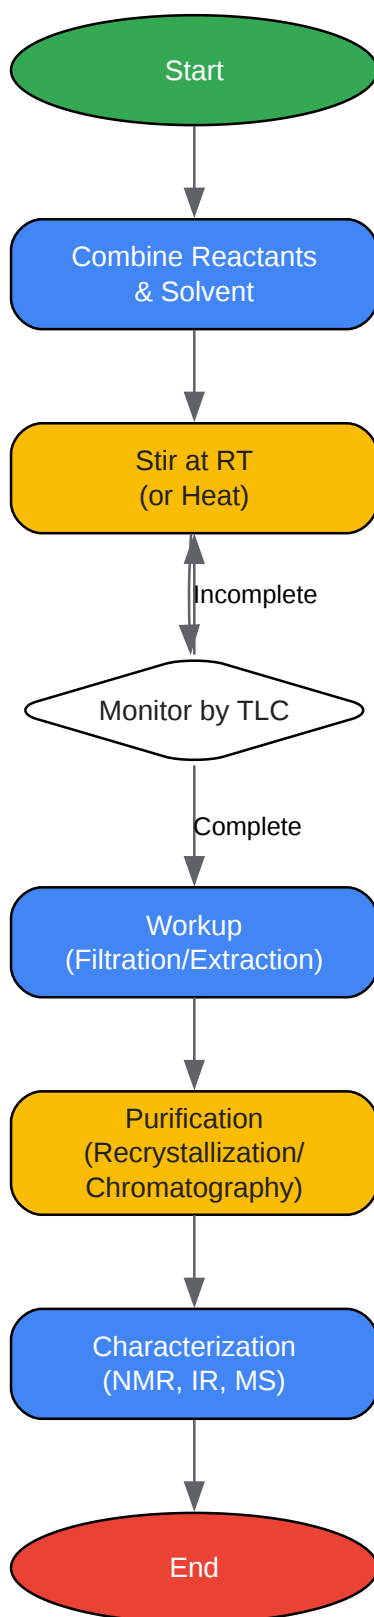 Start
Combine Reactants
& Solvent
Stir at RT
(or Heat)
Incomplete
Monitor by TLC
Complete
Workup
(Filtration/Extraction)
Purification
(Recrystallization/
Chromatography)
Characterization
(NMR, IR, MS)
End